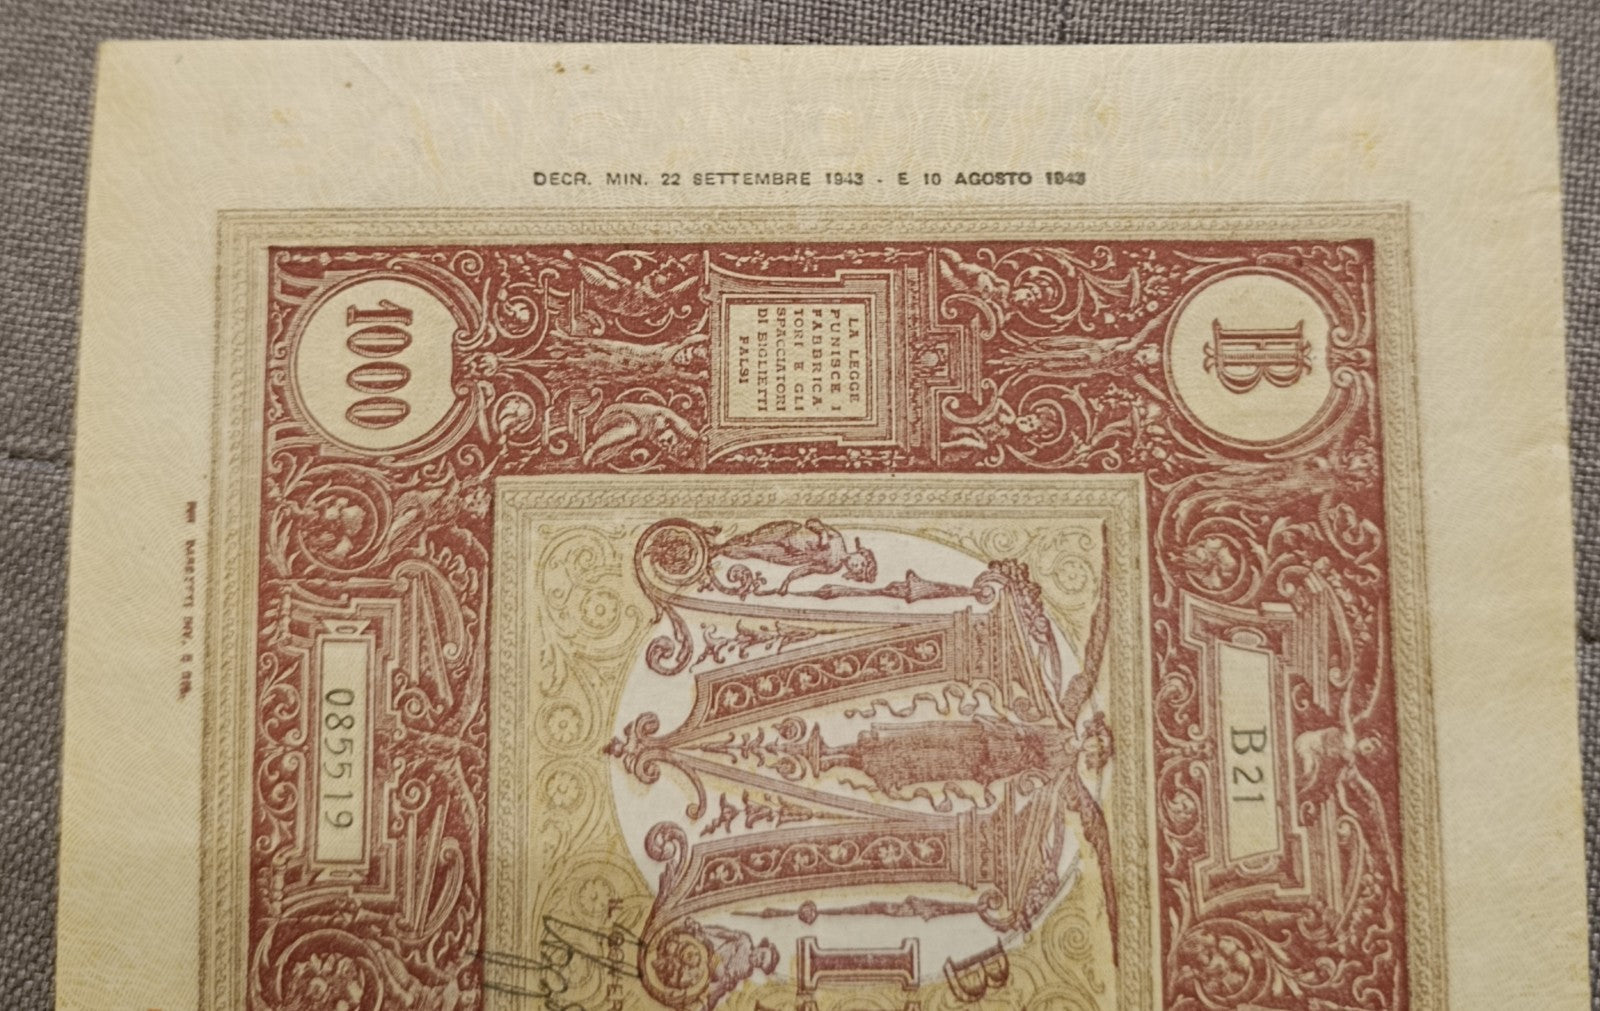 DECR. MIN. 22 SETTEMBRE 1943 - E 10 AGOSTO 1943
B
LA LEGGE
PUNISCE I
FABBRICA-
TORI E GLI
SPACCIATORI
DI BIGLIETTI
FALSI
1000
B21
085519
M
I
B
IL